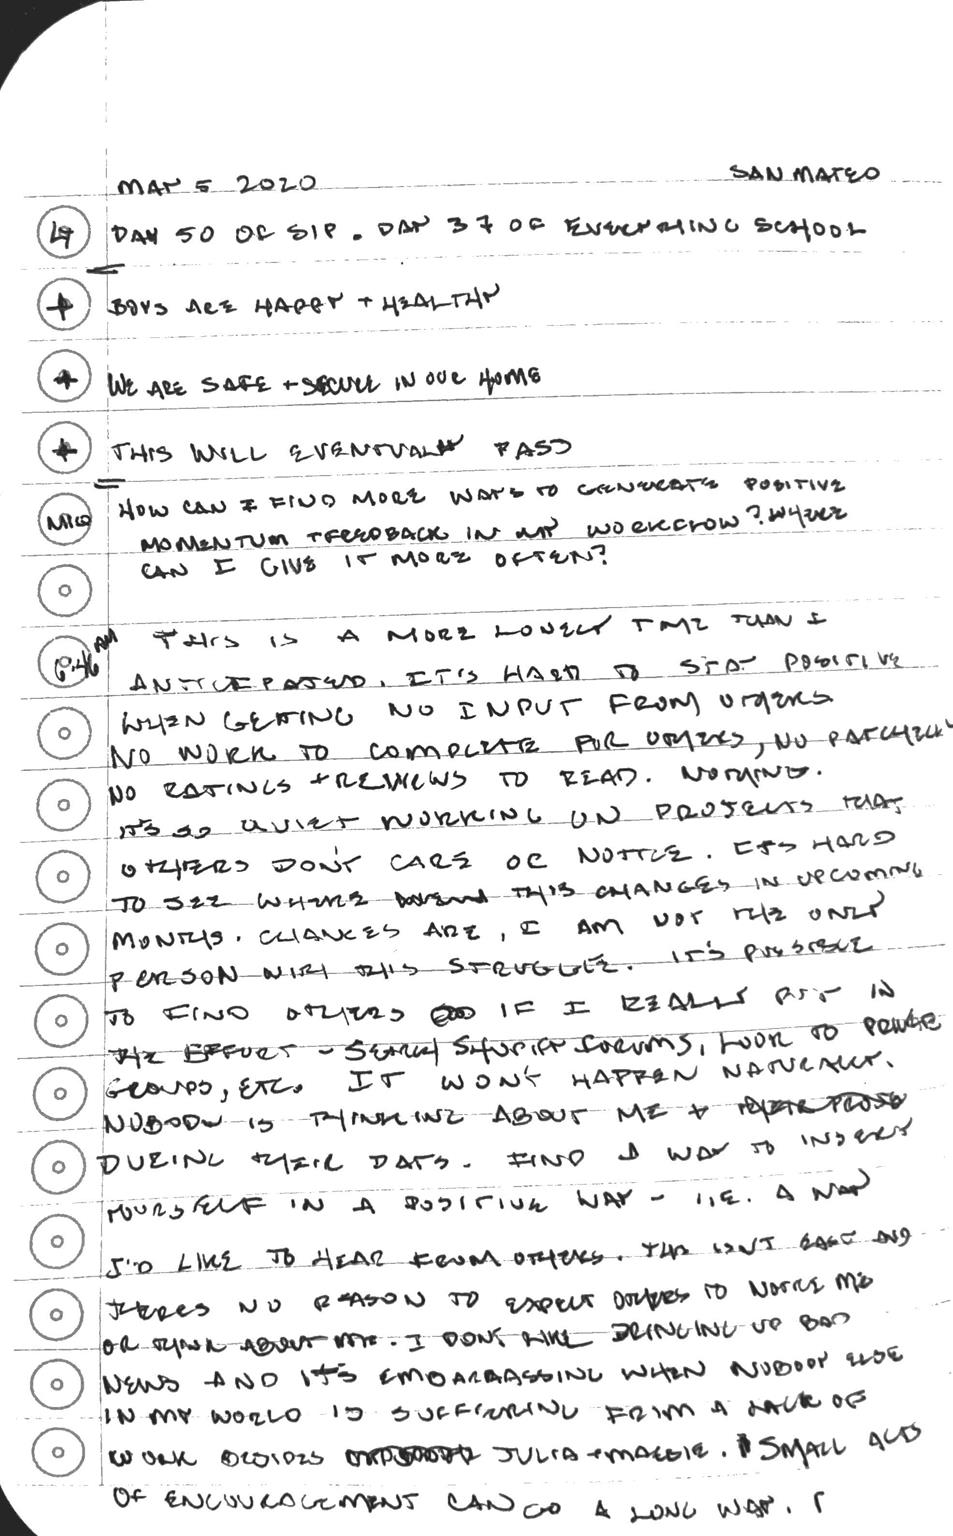 MAY 5 2020 SAN MATEO
DAY 50 OF SIP. DAY 37 OF EVERYTHING SCHOOL
+ BOYS ARE HAPPY + HEALTHY
+ WE ARE SAFE + SECURE IN OUR HOME
+ THIS WILL EVENTUALLY PASS
HOW CAN I FIND MORE WAYS TO GENERATE POSITIVE
MOMENTUM + FEEDBACK IN MY WORKFLOW? WHERE
CAN I GIVE IT MORE OFTEN?
6:46 AM THIS IS A MORE LONELY TIME THAN I
ANTICIPATED. IT'S HARD TO STAY POSITIVE
WHEN GETTING NO INPUT FROM OTHERS
NO WORK TO COMPLETE FOR OTHERS, NO PAYCHECK
NO RATINGS + REVIEWS TO READ. NOTHING.
IT'S SO QUIET WORKING ON PROJECTS THAT
OTHERS DON'T CARE OR NOTICE. IT'S HARD
TO SEE WHERE THIS CHANGES IN UPCOMING
MONTHS. CHANCES ARE, I AM NOT THE ONLY
PERSON WITH THIS STRUGGLE. IT'S POSSIBLE
TO FIND OTHERS IF I REALLY PUT IN
THE EFFORT - SEARCH SHOPIFY FORUMS, LOOK TO PRIVATE
GROUPS, ETC. IT WON'T HAPPEN NATURALLY.
NOBODY IS THINKING ABOUT ME
DURING THEIR DAYS. FIND A WAY TO INSERT
YOURSELF IN A POSITIVE WAY - I.E. A WAY
I'D LIKE TO HEAR FROM OTHERS. THIS ISN'T EASY AND
THERES NO REASON TO EXPECT OTHERS TO NOTICE ME
OR THINK ABOUT ME. I DON'T LIKE BRINGING UP BAD
NEWS AND IT'S EMBARRASSING WHEN NOBODY ELSE
IN MY WORLD IS SUFFERING FROM A LACK OF
WORK BESIDES JULIA + MAGGIE. SMALL ACTS
OF ENCOURAGEMENT CAN GO A LONG WAY. I